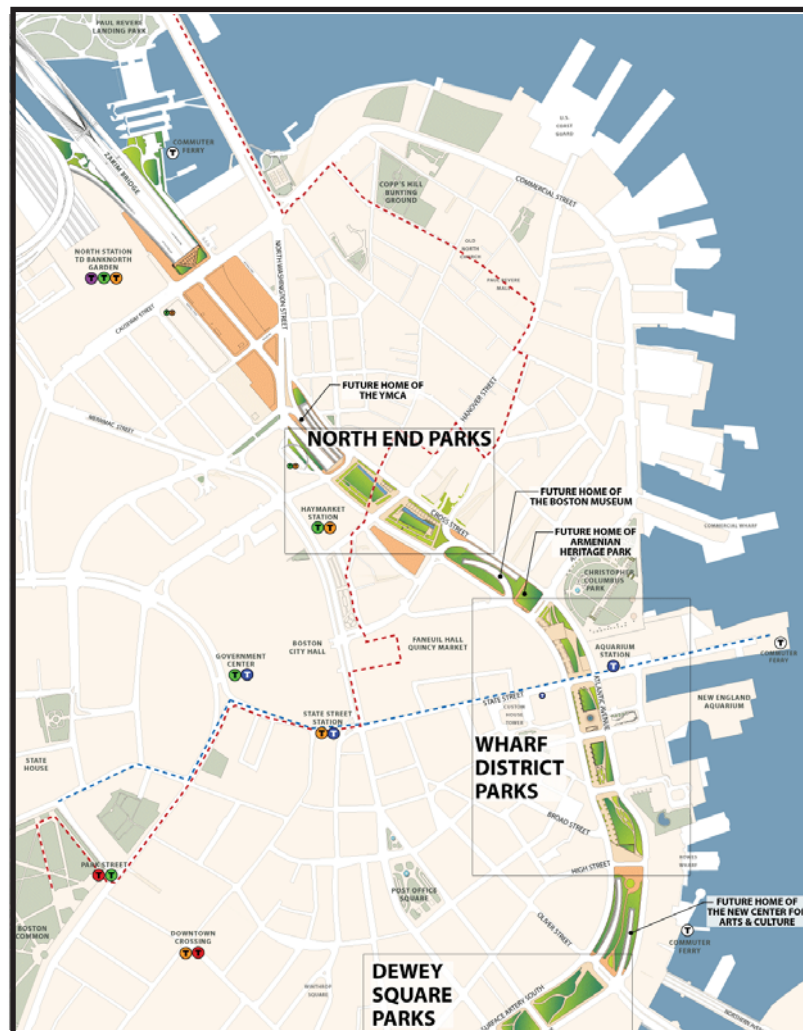 PAUL REVERE
LANDING PARK
U.S.
COAST
GUARD
COMMUTER
FERRY
ZAKIM BRIDGE
COMMERCIAL STREET
COPP'S HILL
BURYING
GROUND
NORTH STATION
TD BANKNORTH
GARDEN
T T T
OLD
NORTH
CHURCH
PAUL REVERE
MALL
NORTH WASHINGTON STREET
CAUSEWAY STREET
FUTURE HOME OF
THE YMCA
HANOVER STREET
MERRIMAC STREET
NORTH END PARKS
FUTURE HOME OF
THE BOSTON MUSEUM
HAYMARKET
STATION
T T
CROSS STREET
COMMERCIAL WHARF
FUTURE HOME OF
ARMENIAN
HERITAGE PARK
CHRISTOPHER
COLUMBUS
PARK
BOSTON
CITY HALL
FANEUIL HALL
QUINCY MARKET
AQUARIUM
STATION
T
T
COMMUTER
FERRY
GOVERNMENT
CENTER
T T
STATE STREET
ATLANTIC AVENUE
NEW ENGLAND
AQUARIUM
STATE STREET
STATION
T T
CUSTOM
HOUSE
TOWER
T
STATE
HOUSE
WHARF
DISTRICT
PARKS
BROAD STREET
ROWES
WHARF
PARK STREET
T T
HIGH STREET
POST OFFICE
SQUARE
FUTURE HOME OF
THE NEW CENTER FOR
ARTS & CULTURE
OLIVER STREET
BOSTON
COMMON
DOWNTOWN
CROSSING
T T
T
COMMUTER
FERRY
DEWEY
SQUARE
PARKS
WINTHROP
SQUARE
SURFACE ARTERY SOUTH